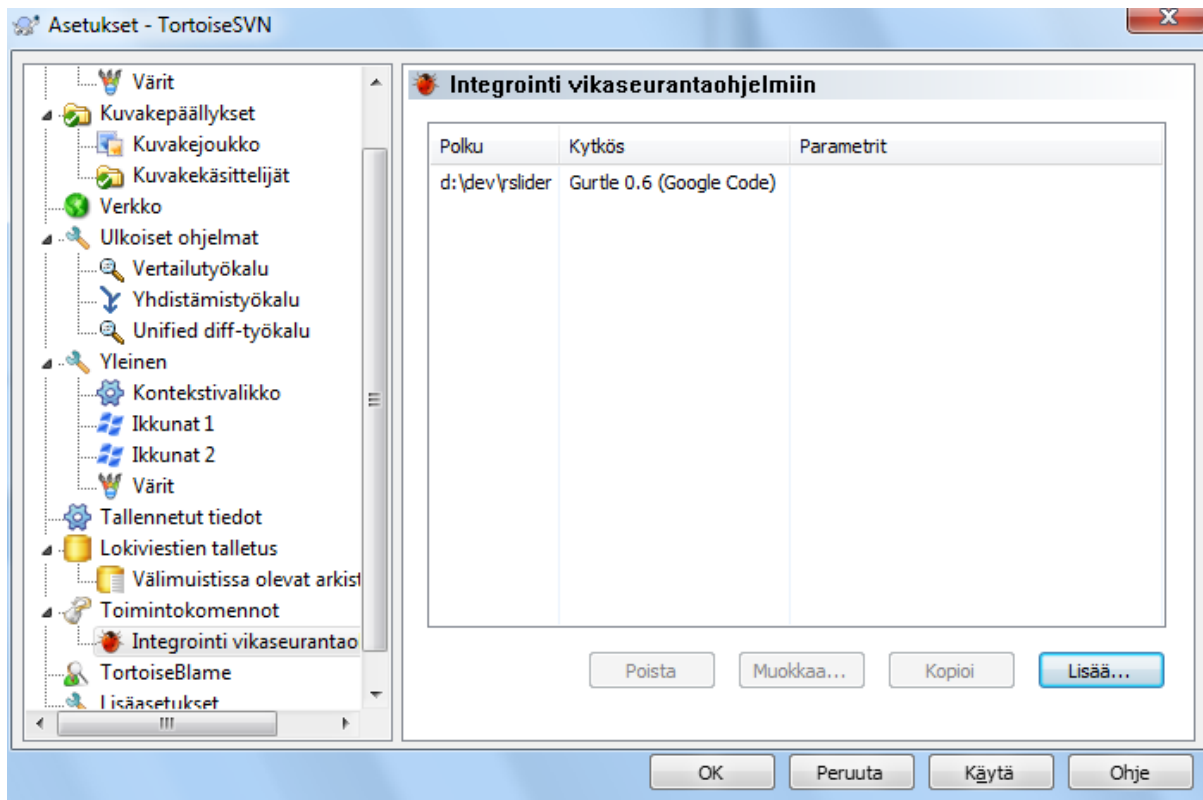 Asetukset - TortoiseSVN
Värit
Kuvakepäällykset
Kuvakejoukko
Kuvakekäsittelijät
Verkko
Ulkoiset ohjelmat
Vertailutyökalu
Yhdistämistyökalu
Unified diff-työkalu
Yleinen
Kontekstivalikko
Ikkunat 1
Ikkunat 2
Värit
Tallennetut tiedot
Lokiviestien talletus
Välimuistissa olevat arkist
Toimintokomennot
Integrointi vikaseurantao
TortoiseBlame
Lisäasetukset
Integrointi vikaseurantaohjelmiin
Polku Kytkös Parametrit
d:\dev\rslider Gurtle 0.6 (Google Code)
Poista Muokkaa... Kopioi Lisää...
OK Peruuta Käytä Ohje